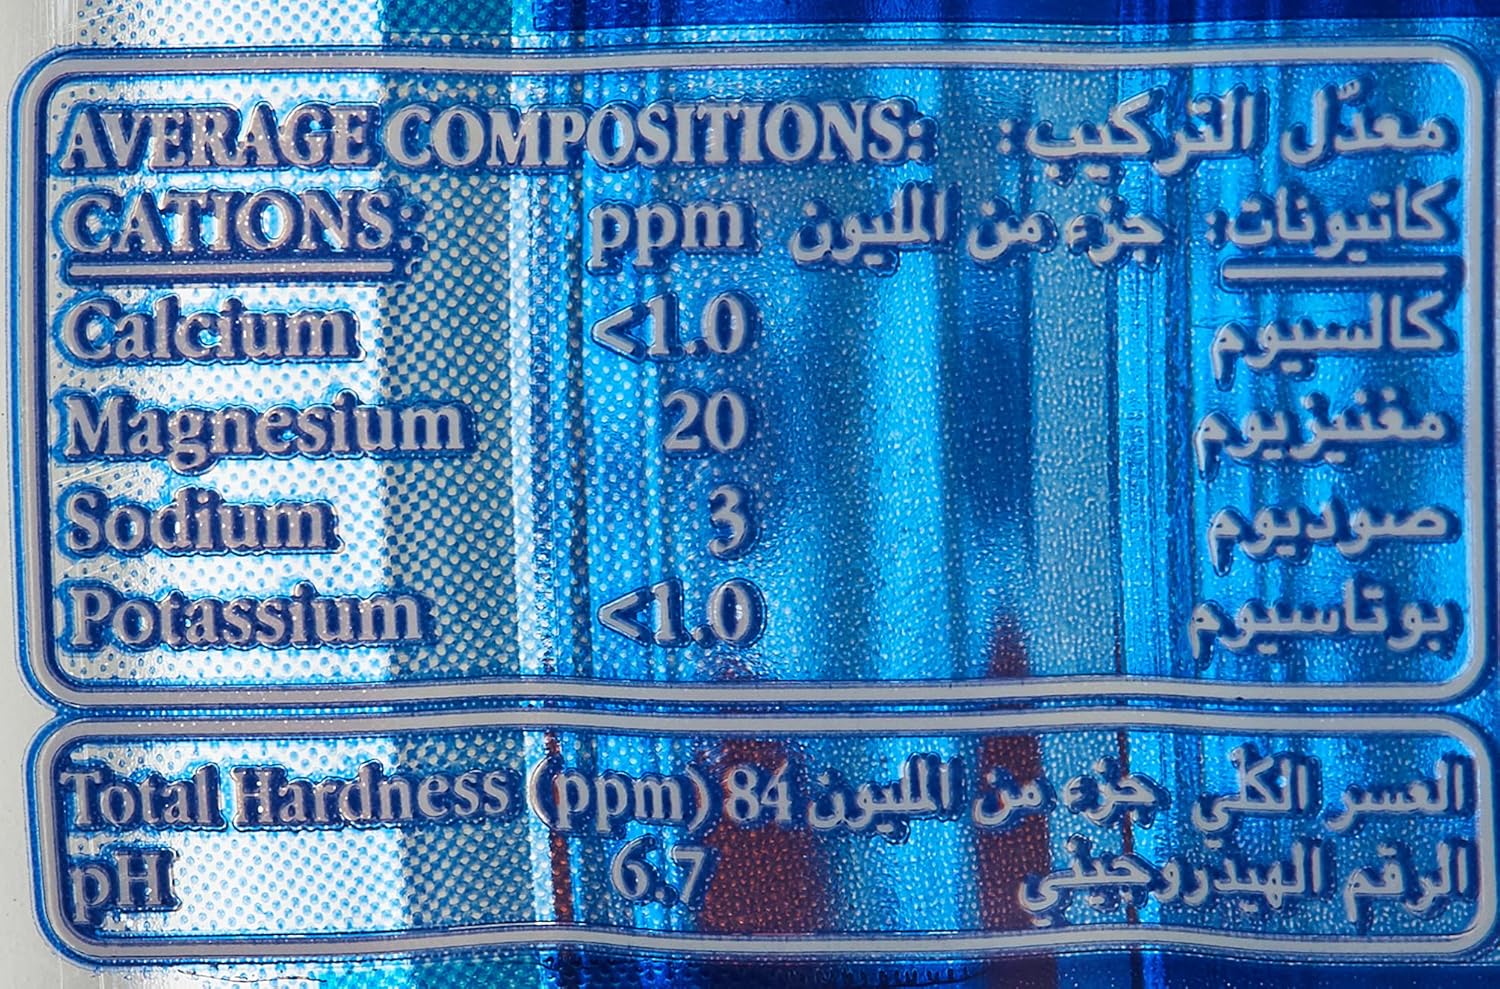 AVERAGE COMPOSITIONS: معدّل التركيب:
CATIONS: ppm جزء من المليون كاتيونات:
Calcium <1.0 كالسيوم
Magnesium 20 مغنيزيوم
Sodium 3 صوديوم
Potassium <1.0 بوتاسيوم
Total Hardness (ppm) 84 العسر الكلي جزء من المليون
pH 6.7 الرقم الهيدروجيني